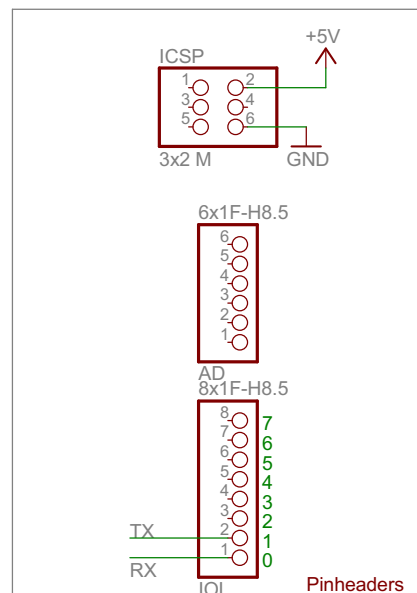 +5V
ICSP
1 2
3 4
5 6
3x2 M
GND
6x1F-H8.5
6
5
4
3
2
1
AD
8x1F-H8.5
8 7
7 6
6 5
5 4
4 3
3 2
TX 2 1
1 0
RX
IOL
Pinheaders